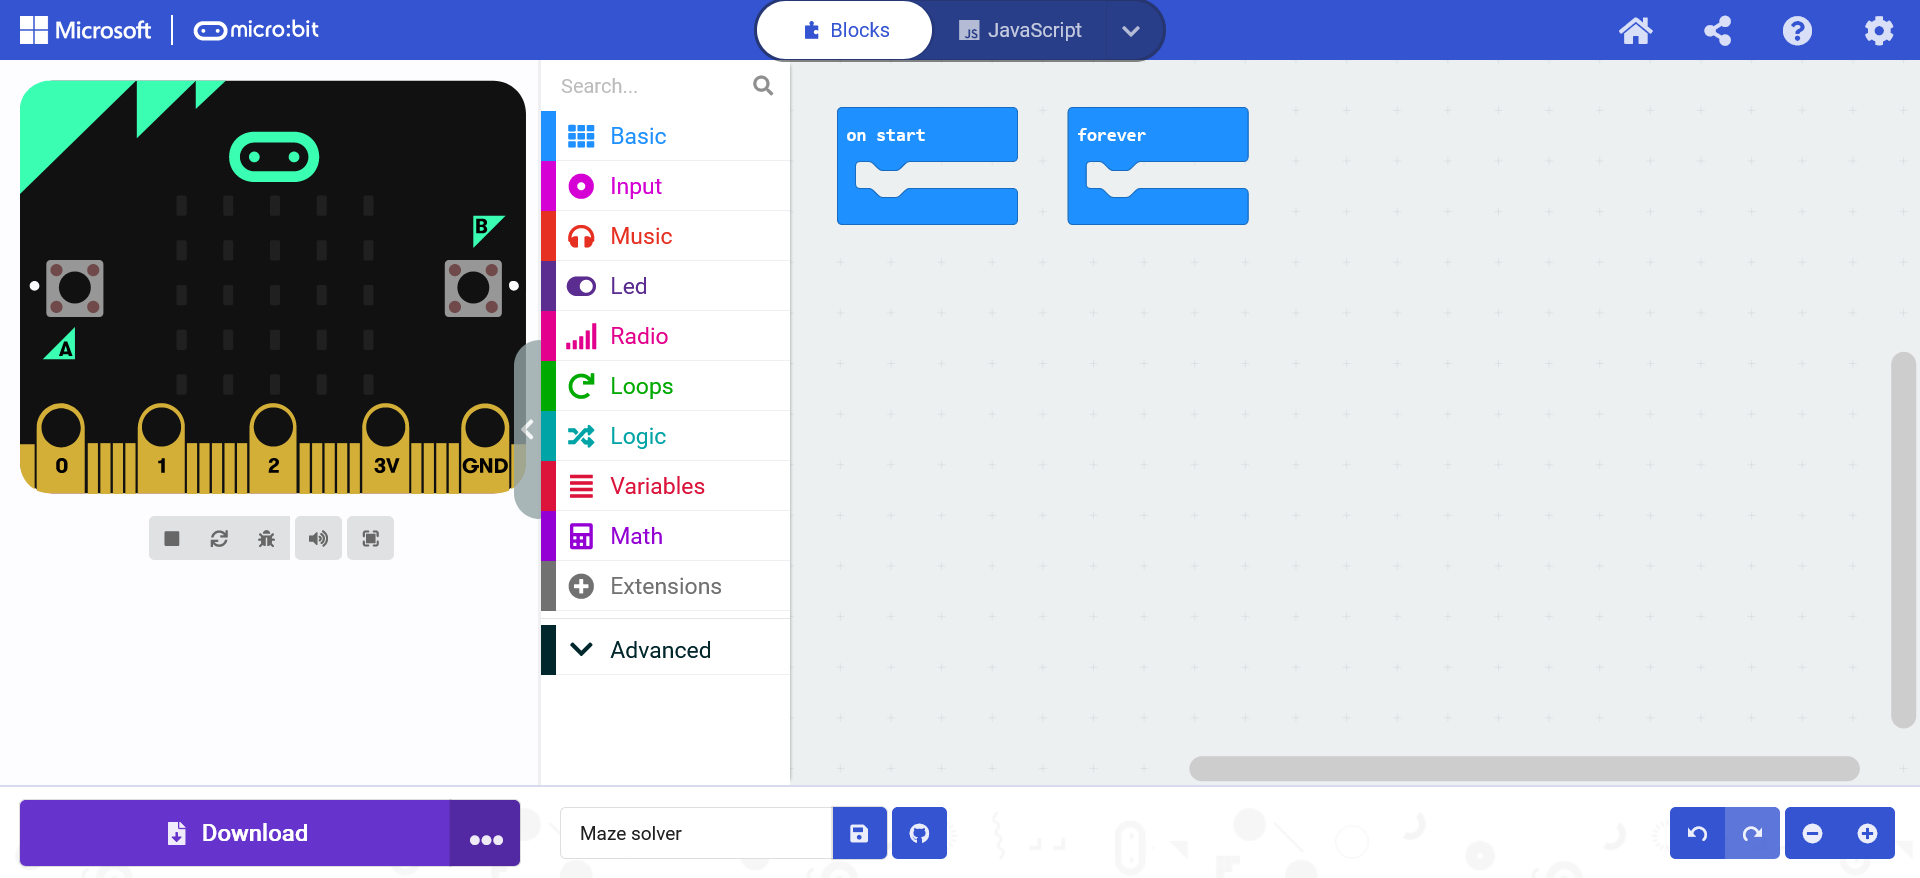 Microsoft
micro:bit
Blocks
JS JavaScript
Search...
Basic
Input
Music
Led
Radio
Loops
Logic
Variables
Math
Extensions
Advanced
on start
forever
B
A
0 1 2 3V GND
Download
Maze solver